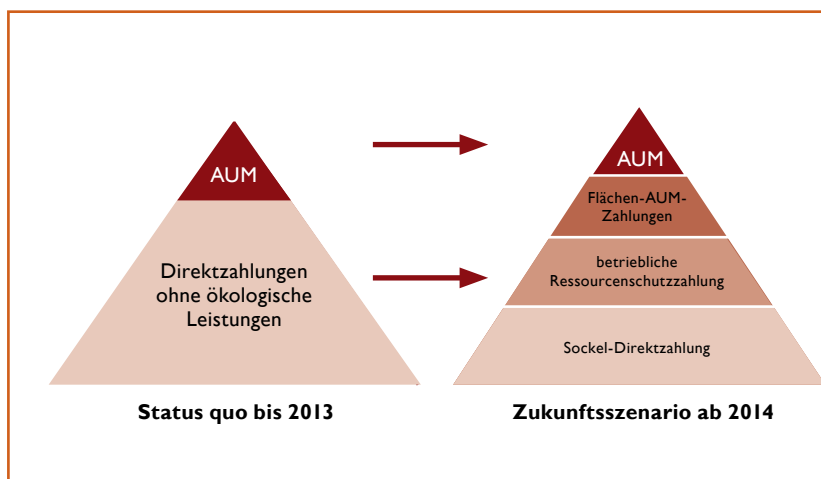 AUM
Direktzahlungen
ohne ökologische
Leistungen
Status quo bis 2013
AUM
Flächen-AUM-
Zahlungen
betriebliche
Ressourcenschutzzahlung
Sockel-Direktzahlung
Zukunftsszenario ab 2014